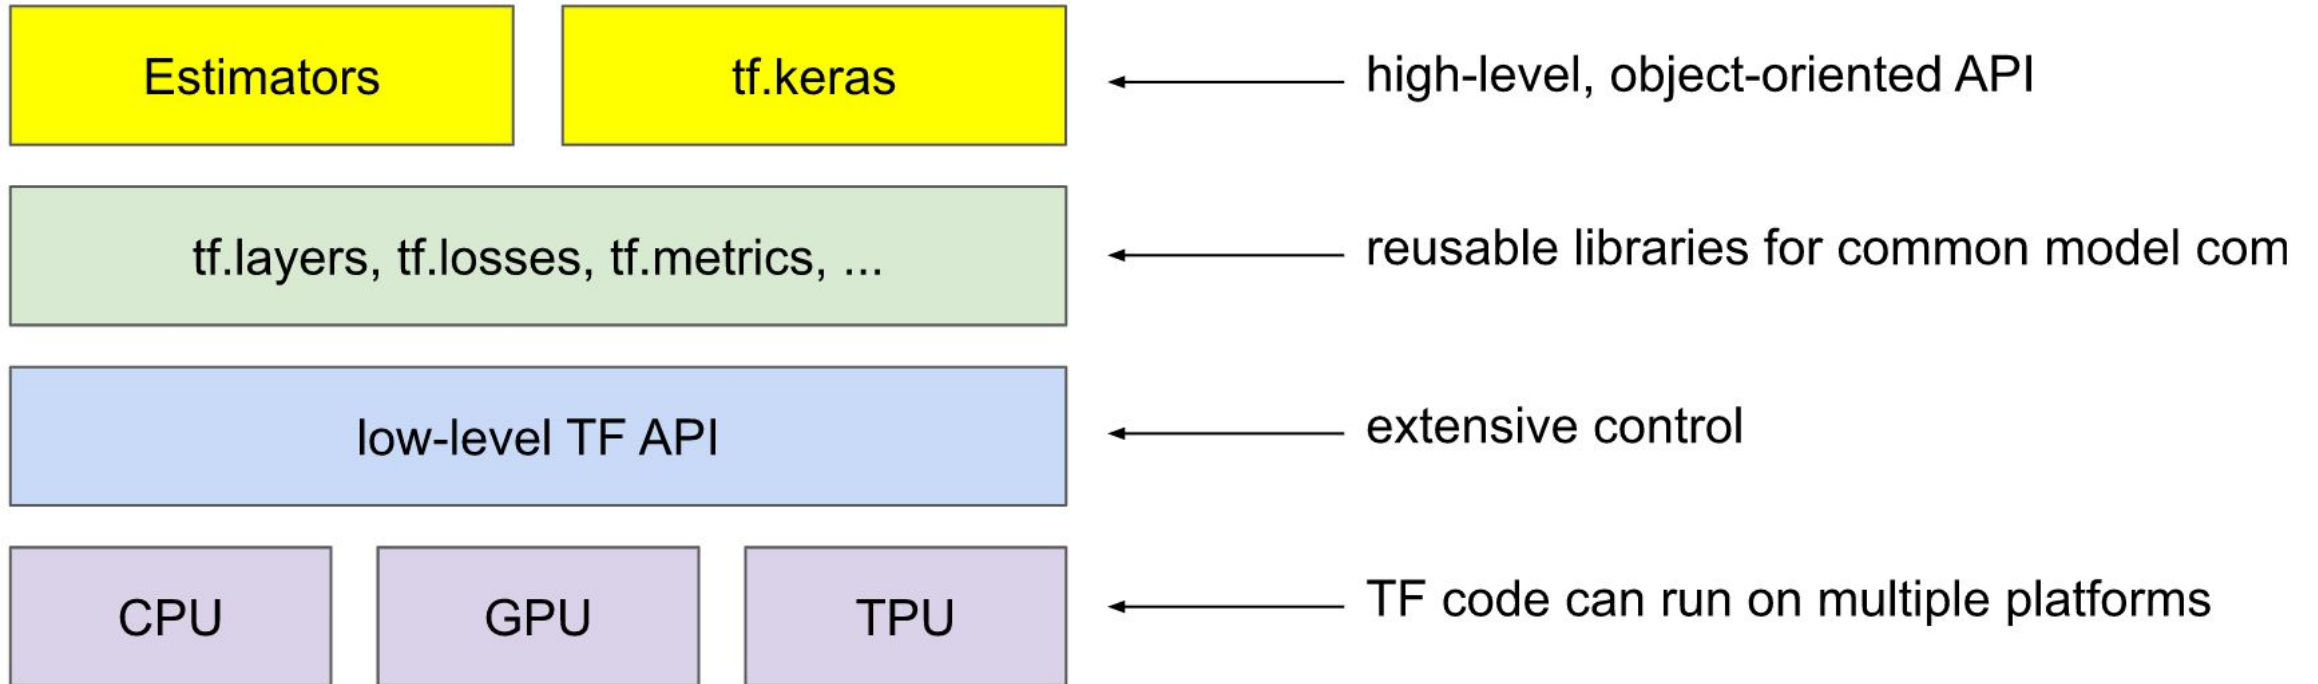 Estimators
tf.keras
high-level, object-oriented API
tf.layers, tf.losses, tf.metrics, ...
reusable libraries for common model com
low-level TF API
extensive control
CPU
GPU
TPU
TF code can run on multiple platforms